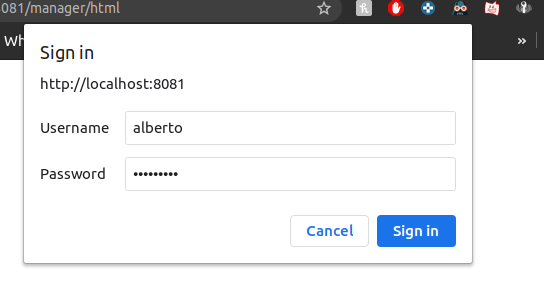 081/manager/html
Wh
»
Sign in
http://localhost:8081
Username alberto
Password •••••••••
Cancel Sign in